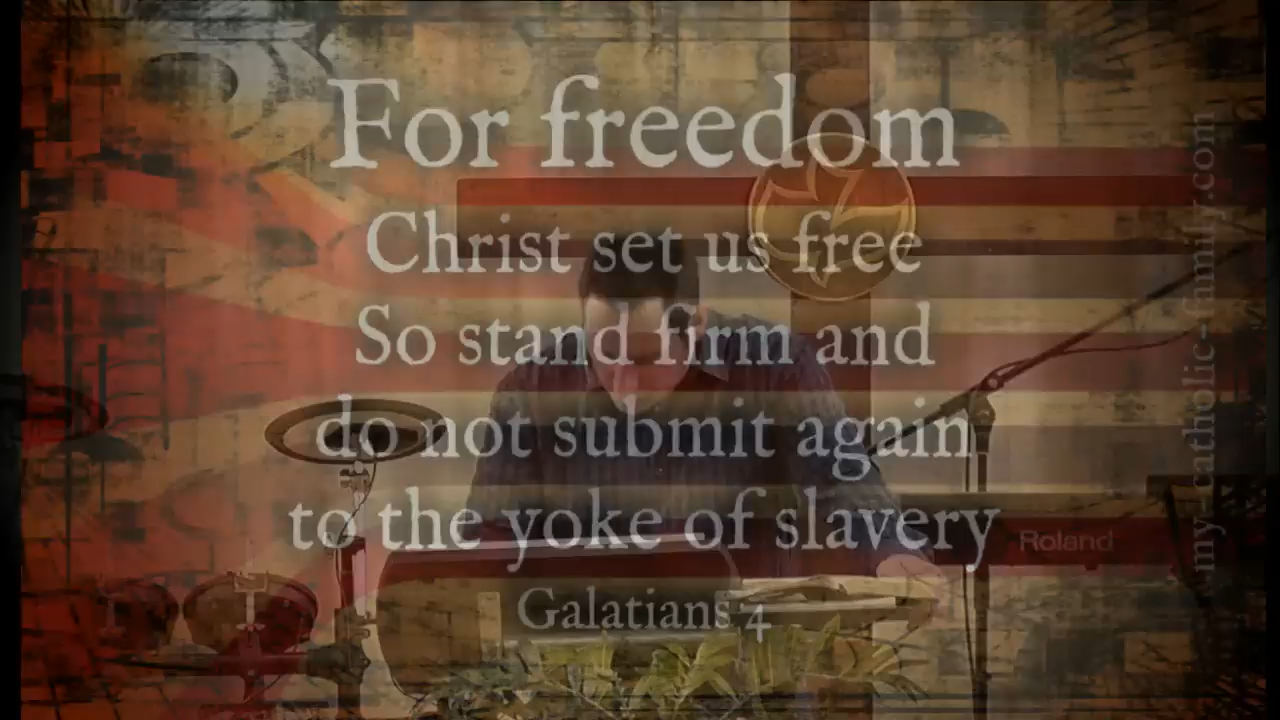 For freedom
Christ set us free
So stand firm and
do not submit again
to the yoke of slavery
Galatians 4
my-catholic-family.com
Roland